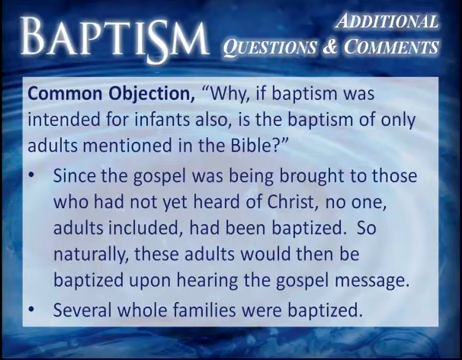 BAPTISM
ADDITIONAL
QUESTIONS & COMMENTS
Common Objection, “Why, if baptism was
intended for infants also, is the baptism of only
adults mentioned in the Bible?”
• Since the gospel was being brought to those
who had not yet heard of Christ, no one,
adults included, had been baptized.  So
naturally, these adults would then be
baptized upon hearing the gospel message.
• Several whole families were baptized.